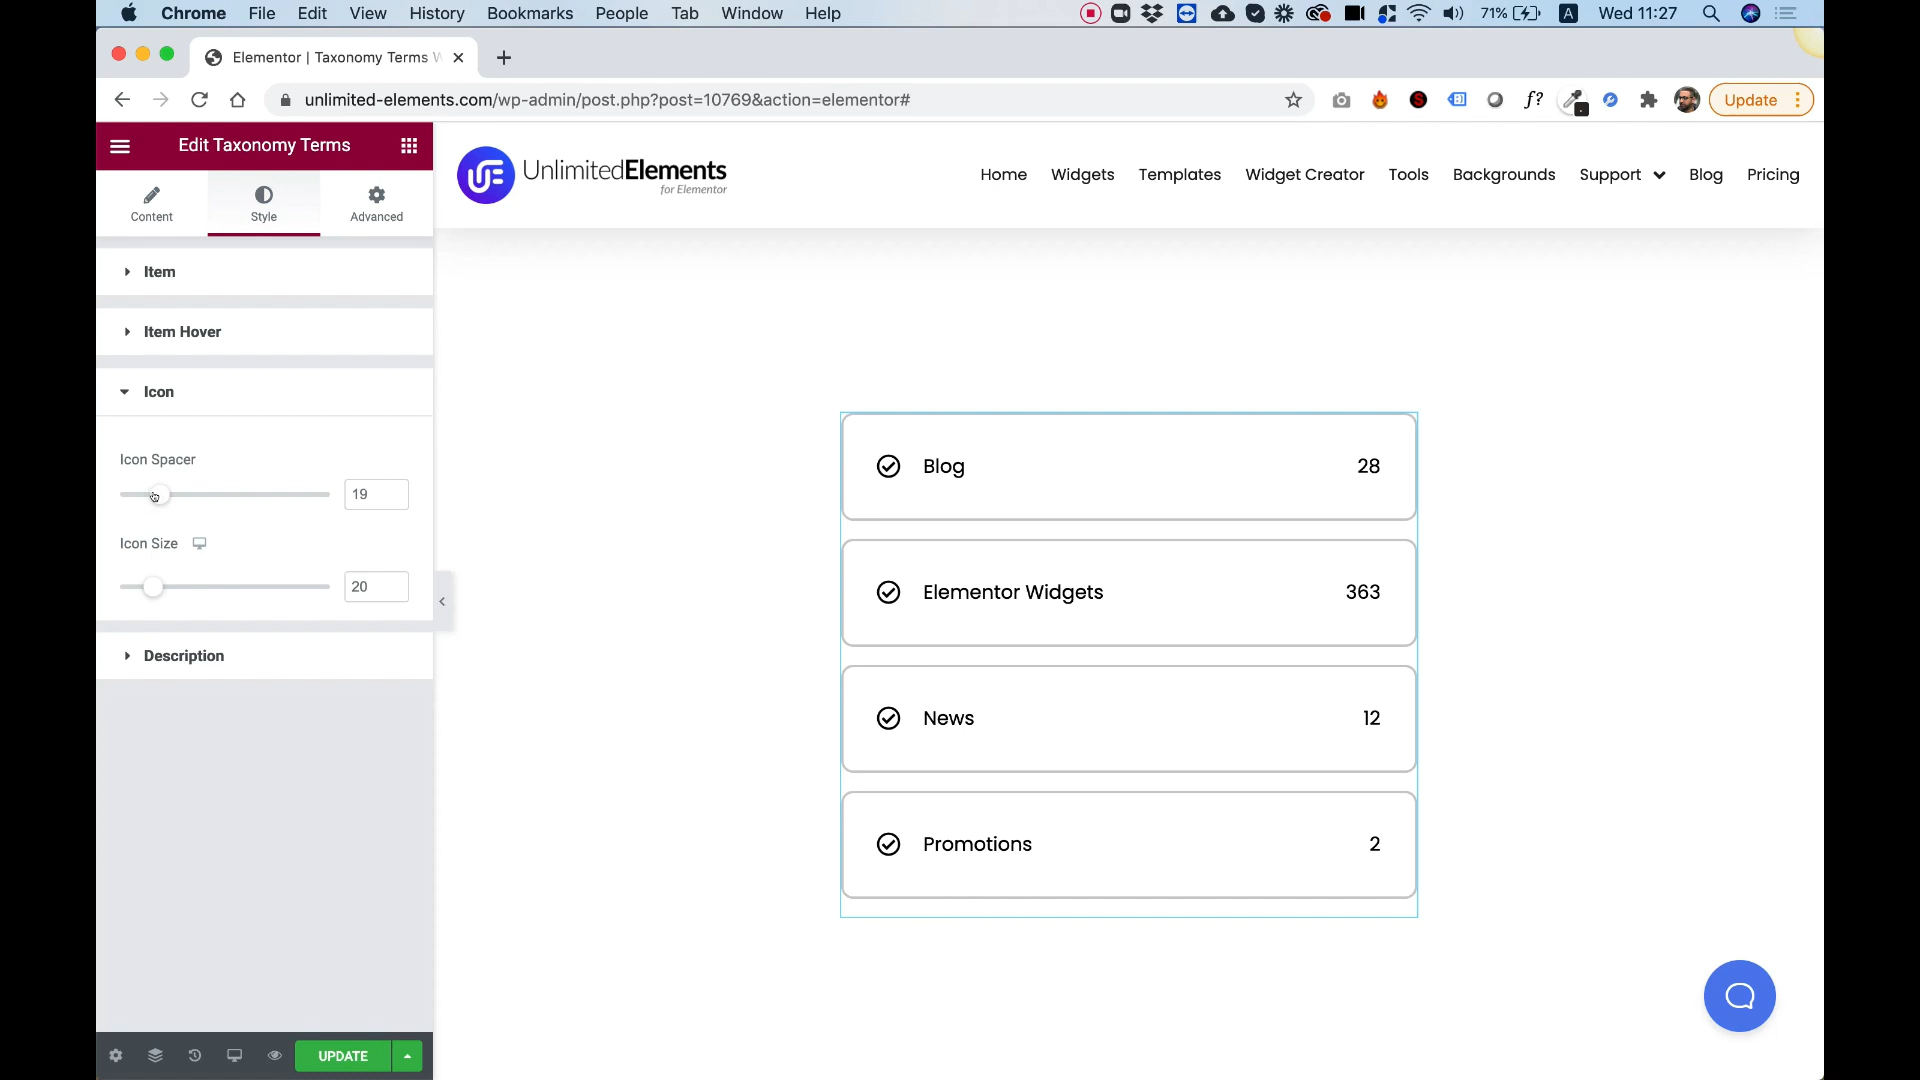 Chrome File Edit View History Bookmarks People Tab Window Help 71% A Wed 11:27
Elementor | Taxonomy Terms
unlimited-elements.com/wp-admin/post.php?post=10769&action=elementor#
S f? Update
Edit Taxonomy Terms
Content Style Advanced
Item
Item Hover
Icon
Icon Spacer
19
Icon Size
20
Description
UPDATE
UnlimitedElements
for Elementor
Home Widgets Templates Widget Creator Tools Backgrounds Support Blog Pricing
Blog 28
Elementor Widgets 363
News 12
Promotions 2